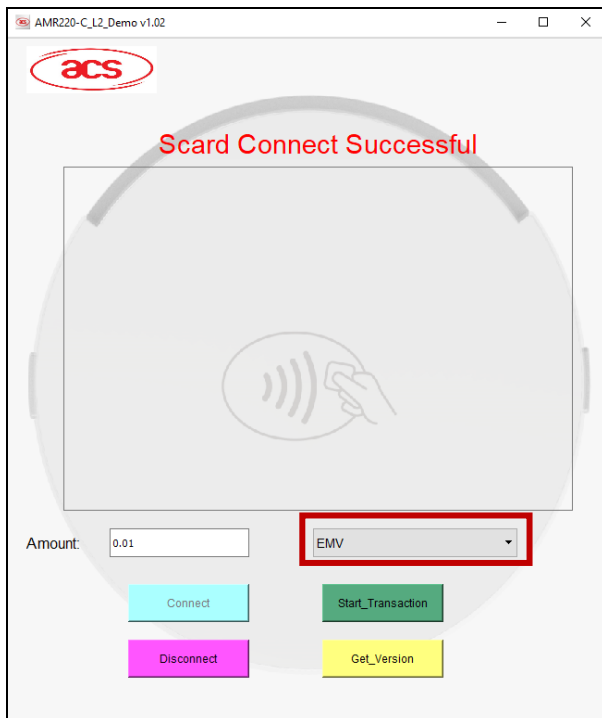 AMR220-C_L2_Demo v1.02
acs
Scard Connect Successful
Amount:
0.01
EMV
Connect
Start_Transaction
Disconnect
Get_Version